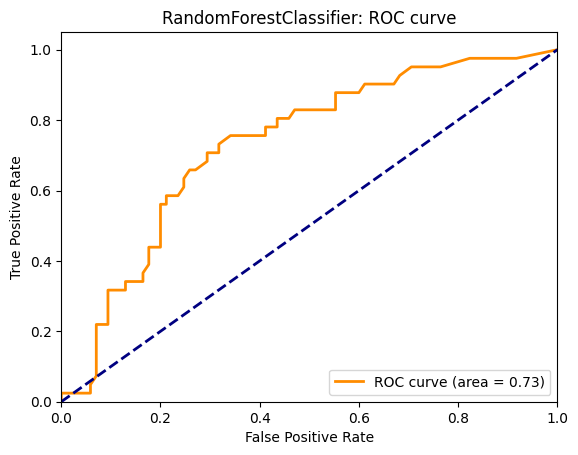 RandomForestClassifier: ROC curve
True Positive Rate
1.0
0.8
0.6
0.4
0.2
0.0
ROC curve (area = 0.73)
0.0 0.2 0.4 0.6 0.8 1.0
False Positive Rate